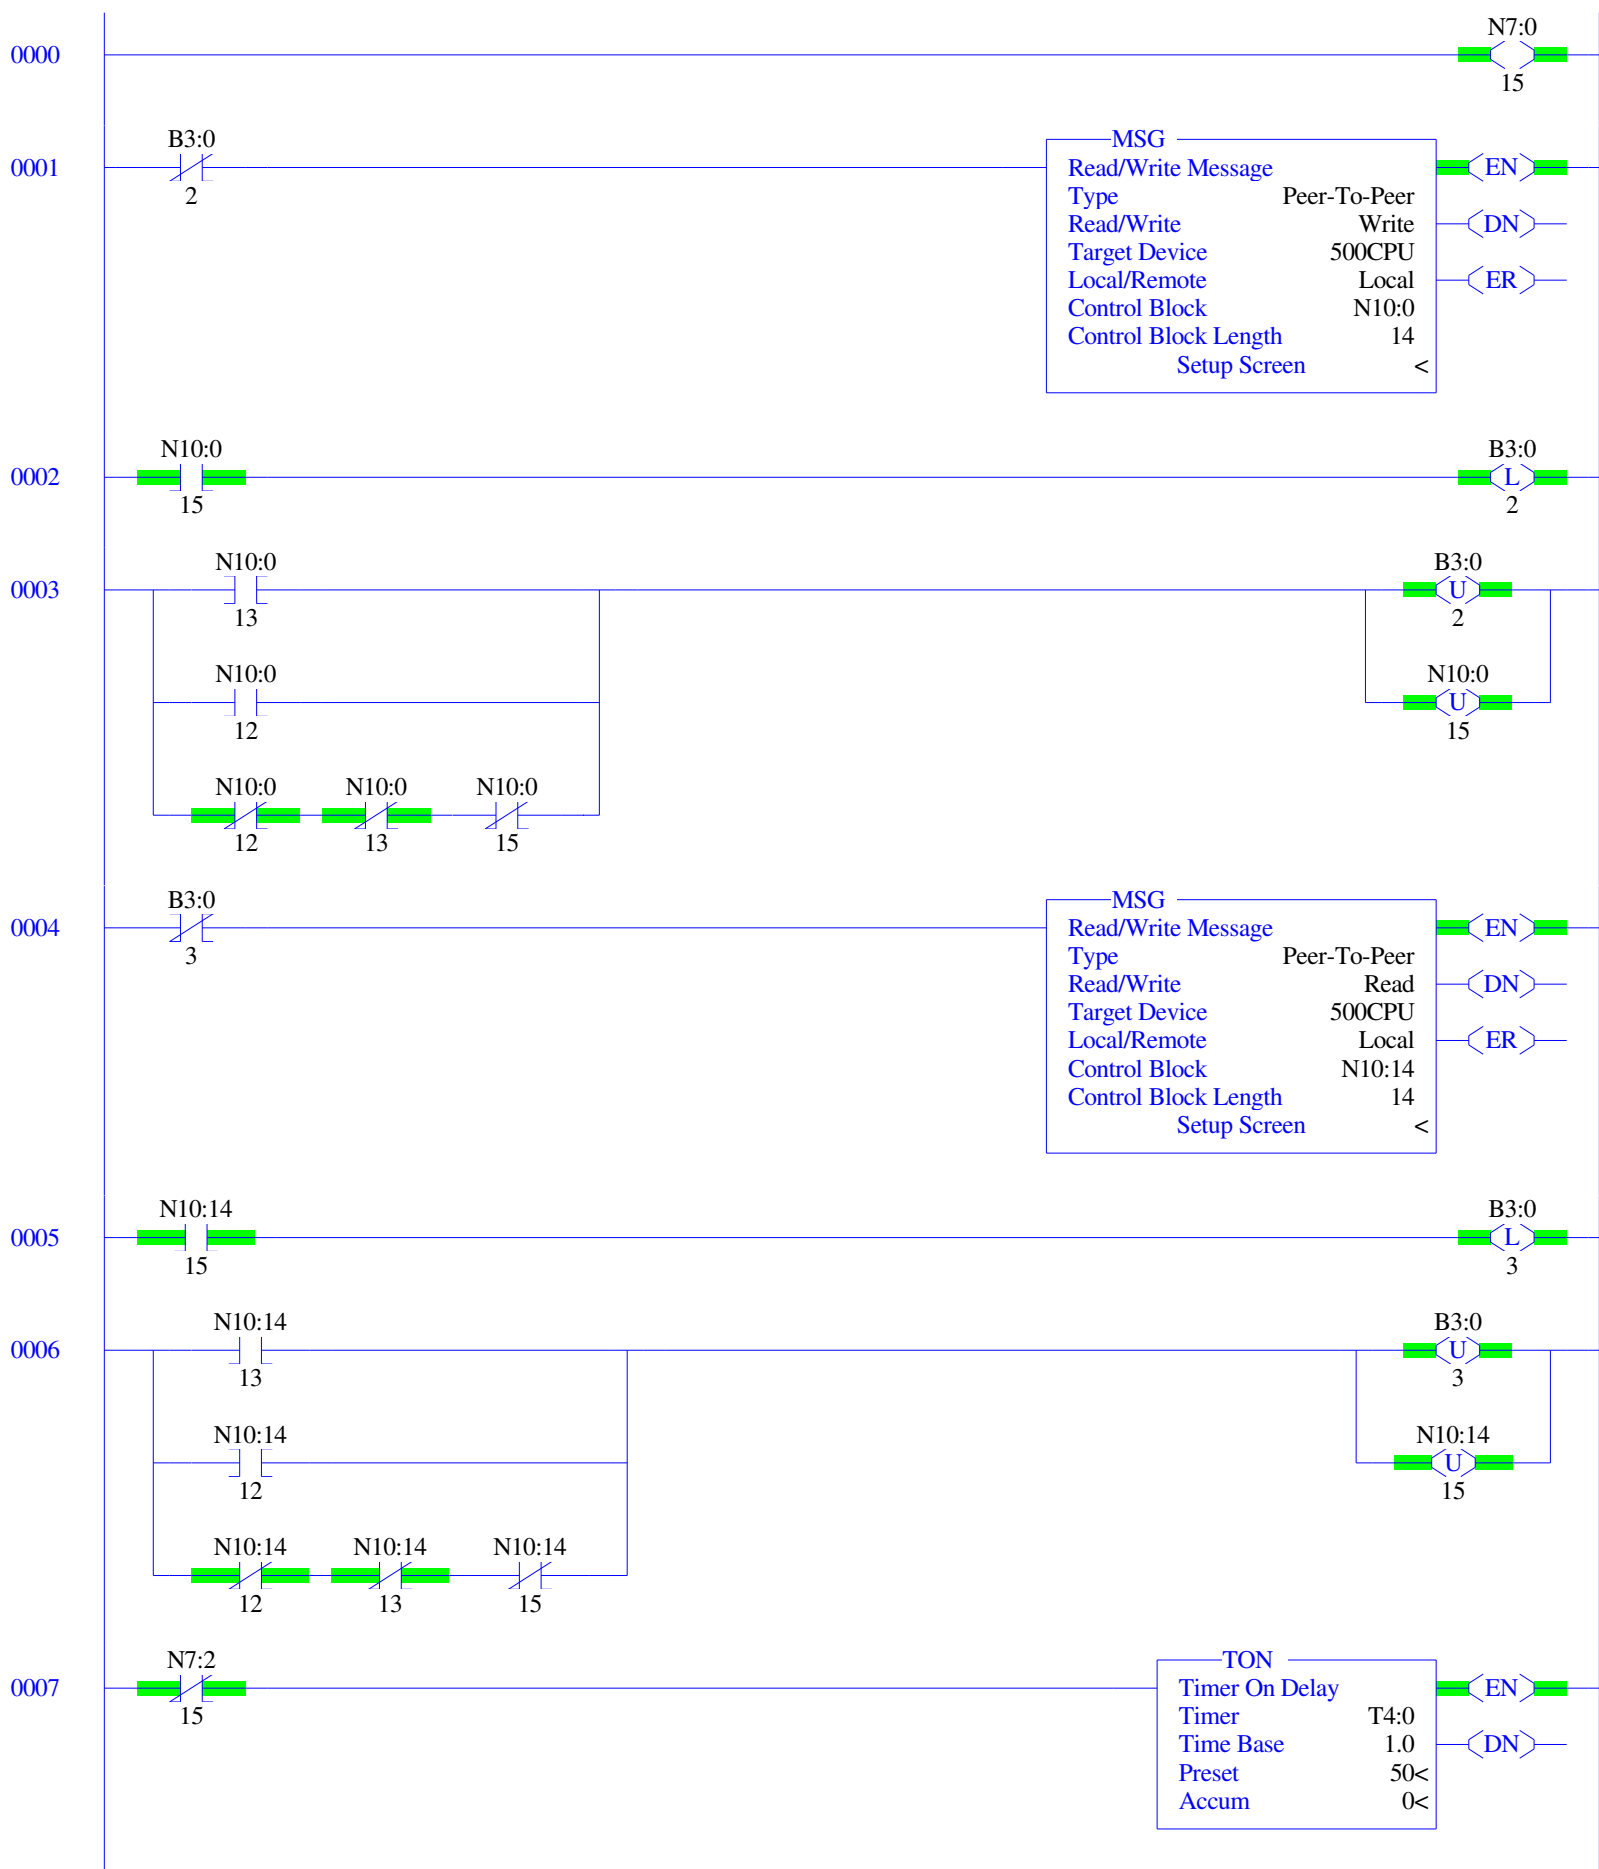 N7:0
0000
15
B3:0
MSG
0001
Read/Write Message
EN
2
Type Peer-To-Peer
Read/Write Write
DN
Target Device 500CPU
Local/Remote Local
ER
Control Block N10:0
Control Block Length 14
Setup Screen <
N10:0
B3:0
0002
L
15
2
N10:0
B3:0
0003
U
13
2
N10:0
N10:0
U
12
15
N10:0 N10:0 N10:0
12 13 15
B3:0
MSG
0004
Read/Write Message
EN
3
Type Peer-To-Peer
Read/Write Read
DN
Target Device 500CPU
Local/Remote Local
ER
Control Block N10:14
Control Block Length 14
Setup Screen <
N10:14
B3:0
0005
L
15
3
N10:14
B3:0
0006
U
13
3
N10:14
N10:14
U
12
15
N10:14 N10:14 N10:14
12 13 15
N7:2
TON
0007
Timer On Delay
EN
15
Timer T4:0
Time Base 1.0
DN
Preset 50<
Accum 0<